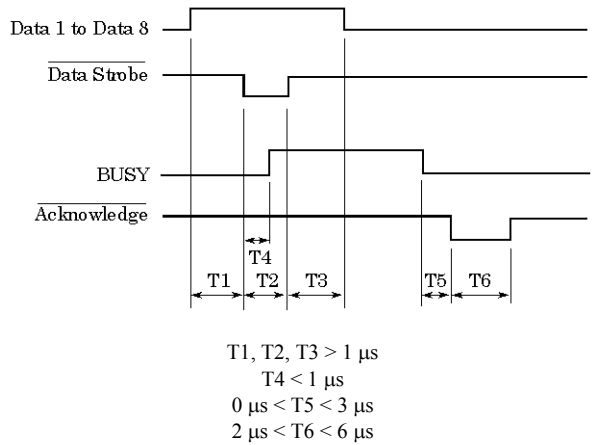 Data 1 to Data 8
Data Strobe
BUSY
Acknowledge
T4
T1 T2 T3 T5 T6
T1, T2, T3 > 1 μs
T4 < 1 μs
0 μs < T5 < 3 μs
2 μs < T6 < 6 μs